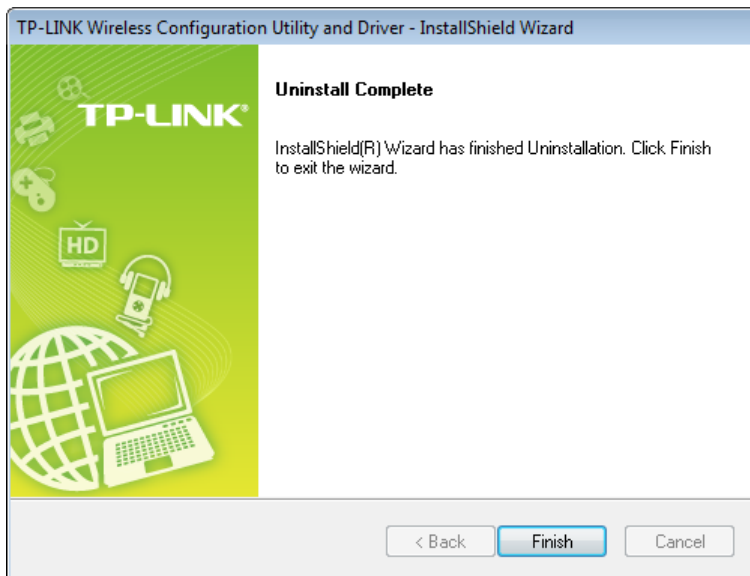 TP-LINK Wireless Configuration Utility and Driver - InstallShield Wizard
TP-LINK®
Uninstall Complete
InstallShield(R) Wizard has finished Uninstallation. Click Finish
to exit the wizard.
HD
< Back
Finish
Cancel